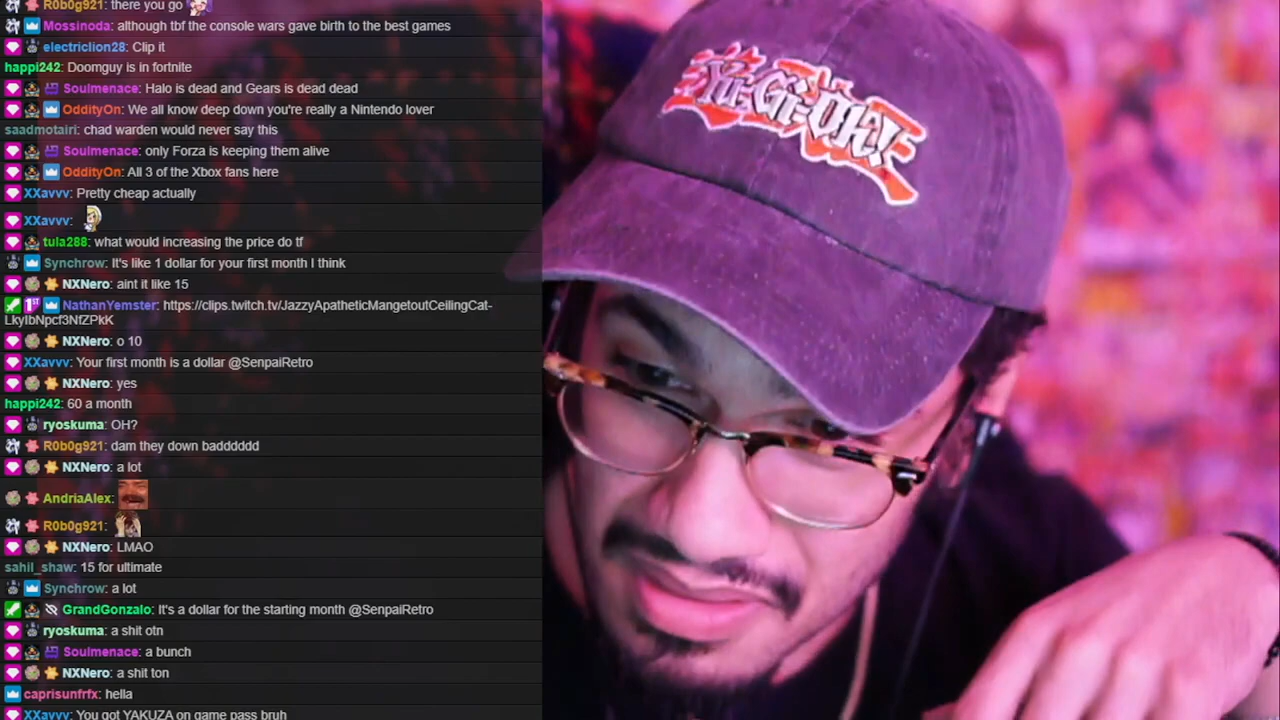 R0b0g921: there you go
Mossinoda: although tbf the console wars gave birth to the best games
electriclion28: Clip it
happi242: Doomguy is in fortnite
Soulmenace: Halo is dead and Gears is dead dead
OddityOn: We all know deep down you're really a Nintendo lover
saadmotairi: chad warden would never say this
Soulmenace: only Forza is keeping them alive
OddityOn: All 3 of the Xbox fans here
XXavvv: Pretty cheap actually
XXavvv:
tula288: what would increasing the price do tf
Synchrow: It's like 1 dollar for your first month I think
NXNero: aint it like 15
1ST NathanYemster: https://clips.twitch.tv/JazzyApatheticMangetoutCeilingCat-
LkyIbNpcf3NfZPkK
NXNero: o 10
XXavvv: Your first month is a dollar @SenpaiRetro
NXNero: yes
happi242: 60 a month
ryoskuma: OH?
R0b0g921: dam they down badddddd
NXNero: a lot
AndriaAlex:
R0b0g921:
NXNero: LMAO
sahil_shaw: 15 for ultimate
Synchrow: a lot
GrandGonzalo: It's a dollar for the starting month @SenpaiRetro
ryoskuma: a shit otn
Soulmenace: a bunch
NXNero: a shit ton
caprisunfrfx: hella
XXavvv: You got YAKUZA on game pass bruh
Yu-Gi-Oh!